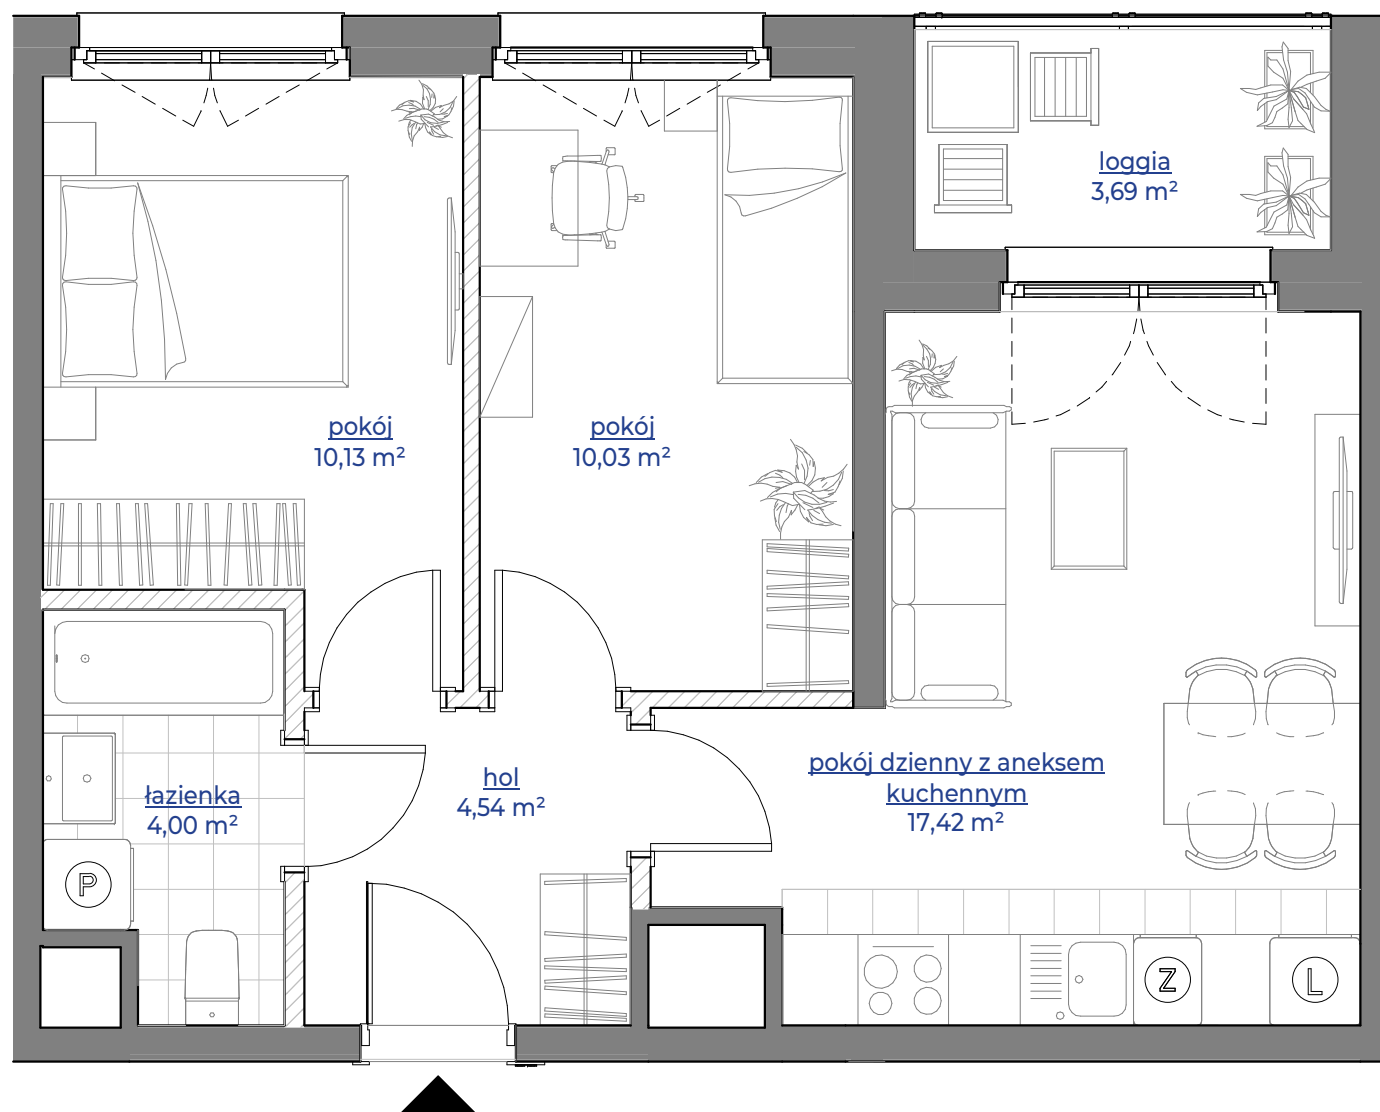 loggia
3,69 m²
pokój
10,13 m²
pokój
10,03 m²
pokój dzienny z aneksem
kuchennym
17,42 m²
hol
4,54 m²
łazienka
4,00 m²
P
Z
L